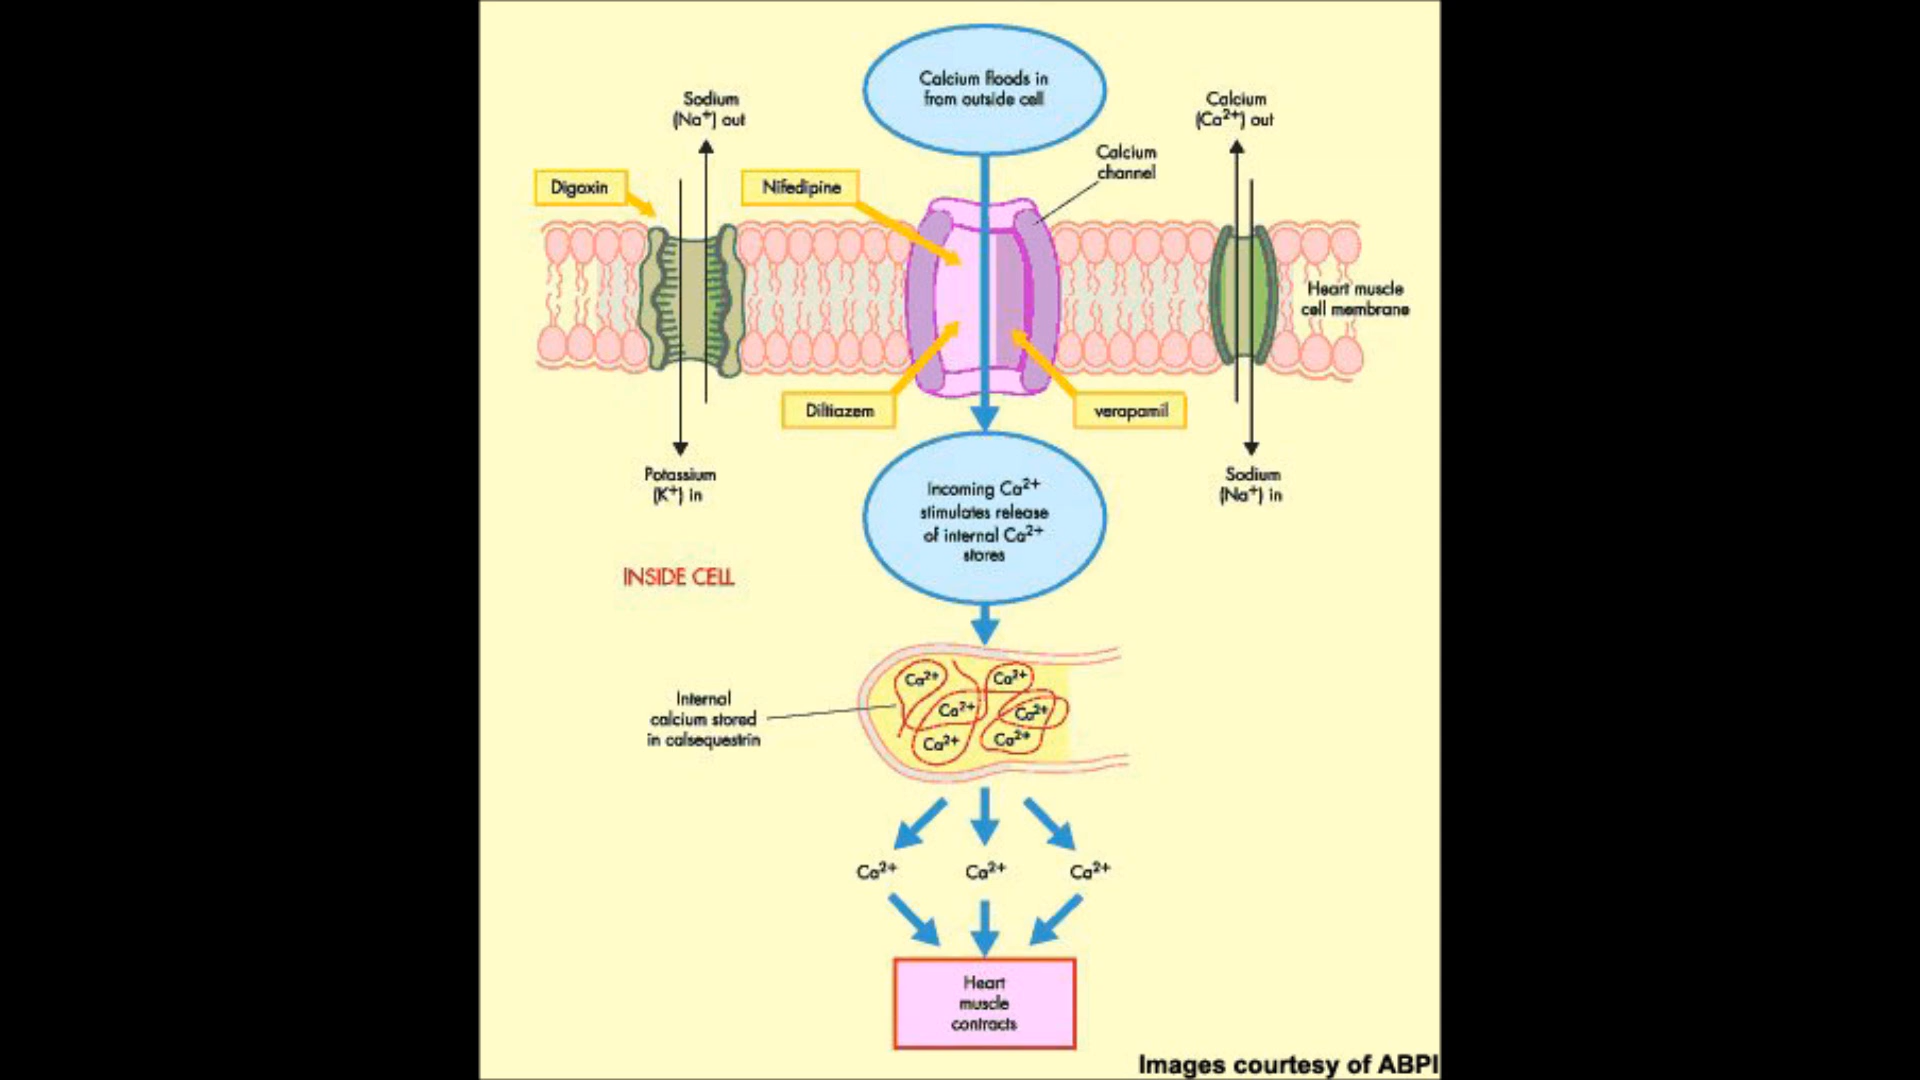 Calcium floods in
from outside cell
Sodium
(Na+) out
Calcium
(Ca2+) out
Calcium
channel
Digoxin
Nifedipine
Heart muscle
cell membrane
Diltiazem
verapamil
Potassium
(K+) in
Sodium
(Na+) in
Incoming Ca2+
stimulates release
of internal Ca2+
stores
INSIDE CELL
Internal
calcium stored
in calsequestrin
Ca2+
Ca2+
Ca2+
Ca2+
Ca2+
Ca2+
Ca2+
Ca2+
Ca2+
Heart
muscle
contracts
Images courtesy of ABPI